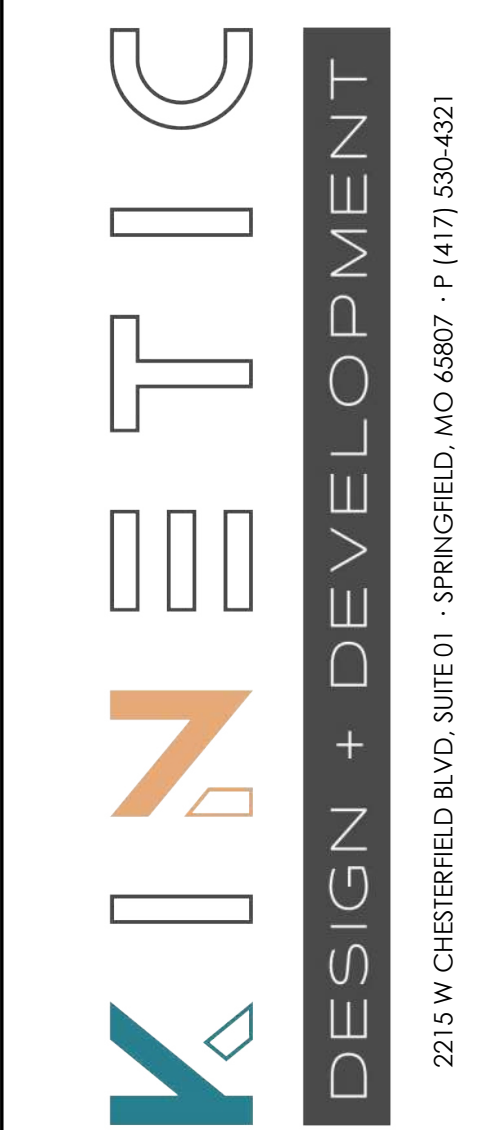 KINETIC
DESIGN + DEVELOPMENT
2215 W CHESTERFIELD BLVD, SUITE 01 · SPRINGFIELD, MO 65807 · P (417) 530-4321